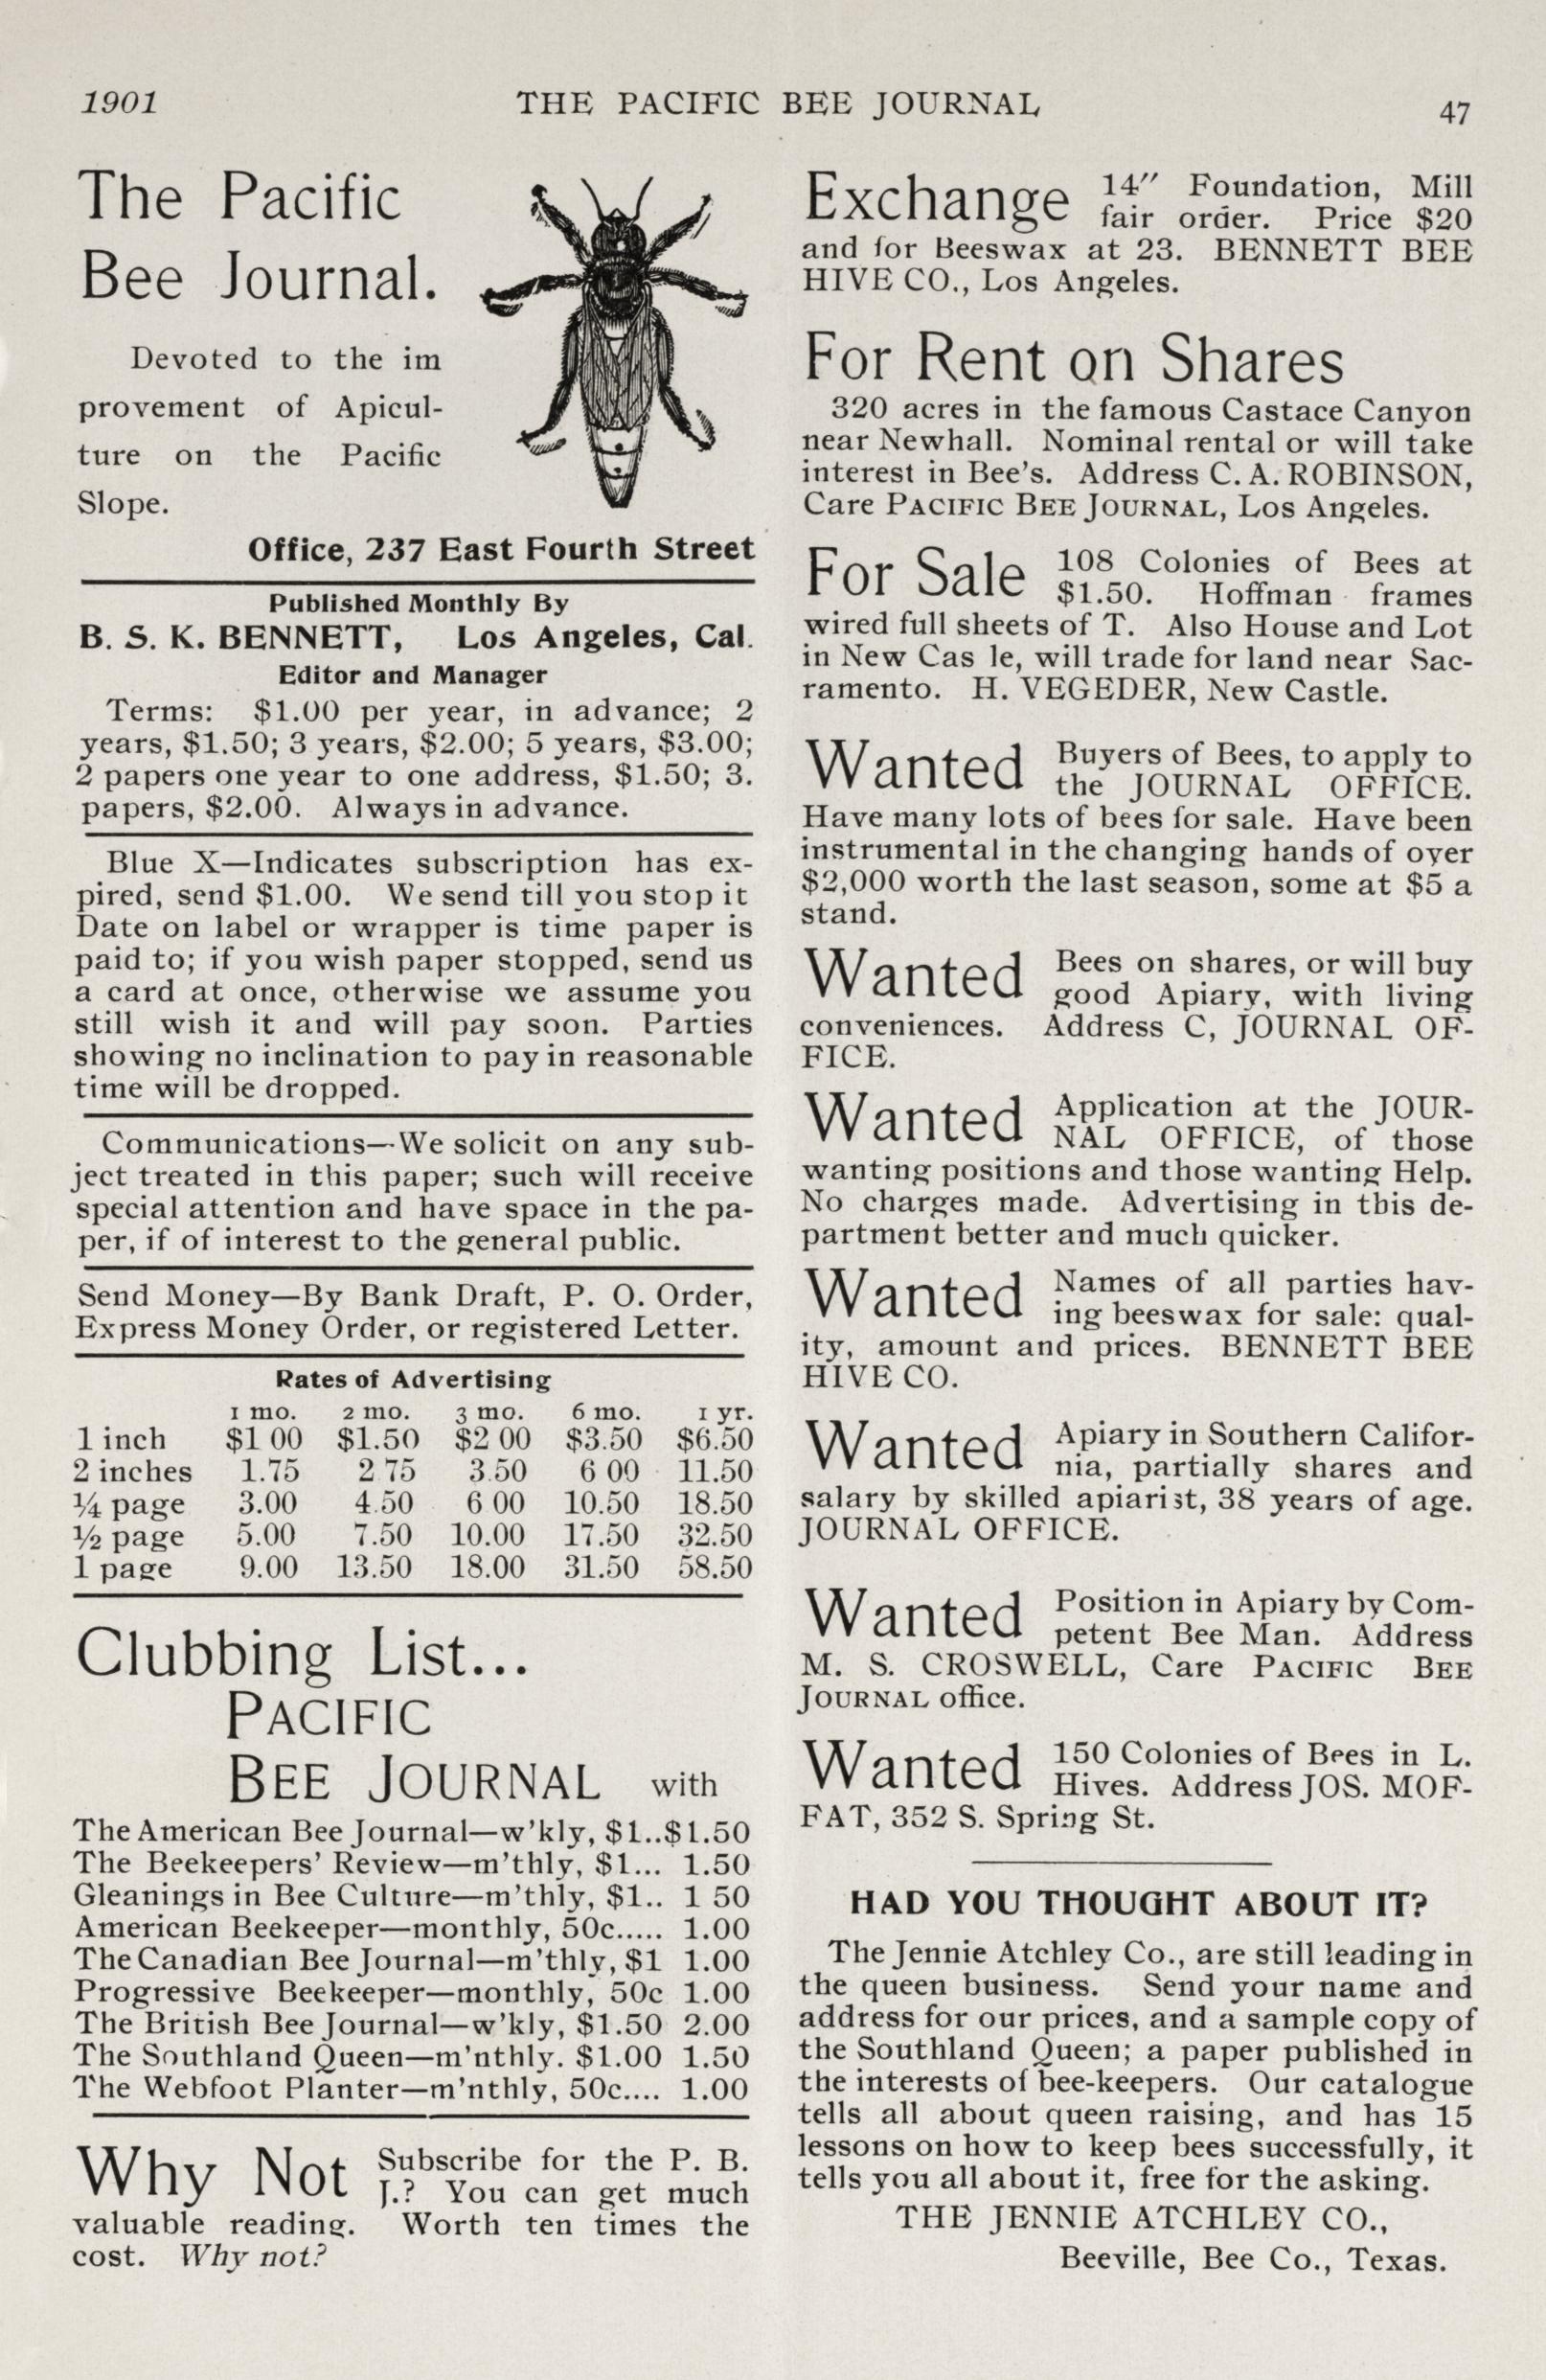 1901
THE PACIFIC BEE JOURNAL
47
The Pacific
Bee Journal.
Devoted to the im
provement of Apicul-
ture on the Pacific
Slope.
Office, 237 East Fourth Street
Published Monthly By
B. S. K. BENNETT, Los Angeles, Cal.
Editor and Manager
Terms: $1.00 per year, in advance; 2
years, $1.50; 3 years, $2.00; 5 years, $3.00;
2 papers one year to one address, $1.50; 3.
papers, $2.00. Always in advance.
Blue X—Indicates subscription has ex-
pired, send $1.00. We send till you stop it
Date on label or wrapper is time paper is
paid to; if you wish paper stopped, send us
a card at once, otherwise we assume you
still wish it and will pay soon. Parties
showing no inclination to pay in reasonable
time will be dropped.
Communications—We solicit on any sub-
ject treated in this paper; such will receive
special attention and have space in the pa-
per, if of interest to the general public.
Send Money—By Bank Draft, P. O. Order,
Express Money Order, or registered Letter.
Rates of Advertising
1 mo. 2 mo. 3 mo. 6 mo. 1 yr.
1 inch $1 00 $1.50 $2 00 $3.50 $6.50
2 inches 1.75 2 75 3.50 6 00 11.50
¼ page 3.00 4.50 6 00 10.50 18.50
½ page 5.00 7.50 10.00 17.50 32.50
1 page 9.00 13.50 18.00 31.50 58.50
Clubbing List...
PACIFIC
BEE JOURNAL with
The American Bee Journal—w'kly, $1..$1.50
The Beekeepers' Review—m'thly, $1... 1.50
Gleanings in Bee Culture—m'thly, $1.. 1 50
American Beekeeper—monthly, 50c..... 1.00
The Canadian Bee Journal—m'thly, $1 1.00
Progressive Beekeeper—monthly, 50c 1.00
The British Bee Journal—w'kly, $1.50 2.00
The Southland Queen—m'nthly. $1.00 1.50
The Webfoot Planter—m'nthly, 50c.... 1.00
Why Not Subscribe for the P. B.
J.? You can get much
valuable reading. Worth ten times the
cost. Why not?
Exchange 14″ Foundation, Mill
fair order. Price $20
and for Beeswax at 23. BENNETT BEE
HIVE CO., Los Angeles.
For Rent on Shares
320 acres in the famous Castace Canyon
near Newhall. Nominal rental or will take
interest in Bee's. Address C. A. ROBINSON,
Care PACIFIC BEE JOURNAL, Los Angeles.
For Sale 108 Colonies of Bees at
$1.50. Hoffman frames
wired full sheets of T. Also House and Lot
in New Cas le, will trade for land near Sac-
ramento. H. VEGEDER, New Castle.
Wanted Buyers of Bees, to apply to
the JOURNAL OFFICE.
Have many lots of bees for sale. Have been
instrumental in the changing hands of over
$2,000 worth the last season, some at $5 a
stand.
Wanted Bees on shares, or will buy
good Apiary, with living
conveniences. Address C, JOURNAL OF-
FICE.
Wanted Application at the JOUR-
NAL OFFICE, of those
wanting positions and those wanting Help.
No charges made. Advertising in this de-
partment better and much quicker.
Wanted Names of all parties hav-
ing beeswax for sale: qual-
ity, amount and prices. BENNETT BEE
HIVE CO.
Wanted Apiary in Southern Califor-
nia, partially shares and
salary by skilled apiarist, 38 years of age.
JOURNAL OFFICE.
Wanted Position in Apiary by Com-
petent Bee Man. Address
M. S. CROSWELL, Care PACIFIC BEE
JOURNAL office.
Wanted 150 Colonies of Bees in L.
Hives. Address JOS. MOF-
FAT, 352 S. Spring St.
HAD YOU THOUGHT ABOUT IT?
The Jennie Atchley Co., are still leading in
the queen business. Send your name and
address for our prices, and a sample copy of
the Southland Queen; a paper published in
the interests of bee-keepers. Our catalogue
tells all about queen raising, and has 15
lessons on how to keep bees successfully, it
tells you all about it, free for the asking.
THE JENNIE ATCHLEY CO.,
Beeville, Bee Co., Texas.